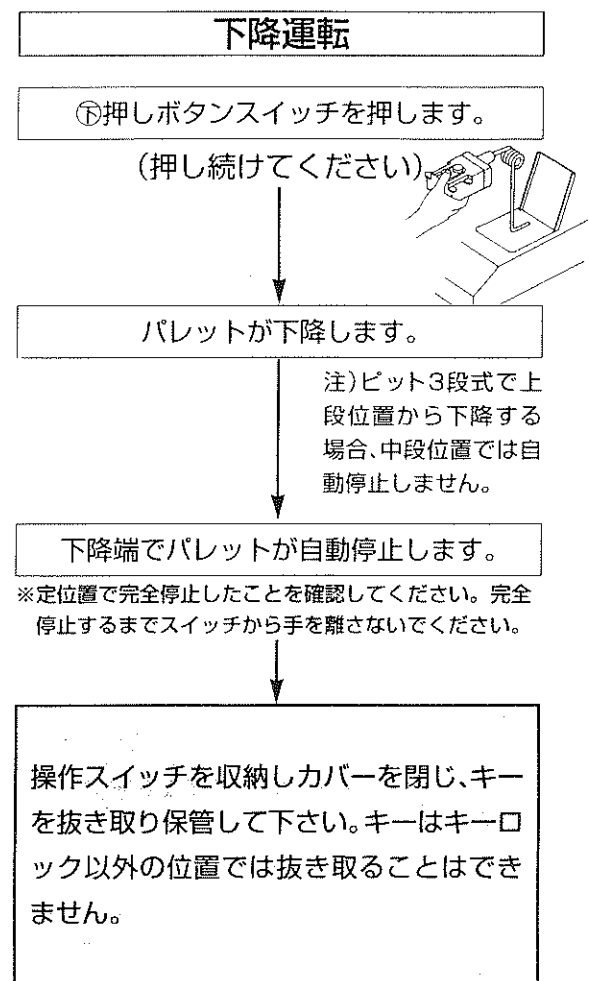 下降運転
㊦押しボタンスイッチを押します。
(押し続けてください)
パレットが下降します。
注)ピット3段式で上
段位置から下降する
場合、中段位置では自
動停止しません。
下降端でパレットが自動停止します。
※定位置で完全停止したことを確認してください。完全
停止するまでスイッチから手を離さないでください。
操作スイッチを収納しカバーを閉じ、キー
を抜き取り保管して下さい。キーはキーロ
ック以外の位置では抜き取ることはでき
ません。